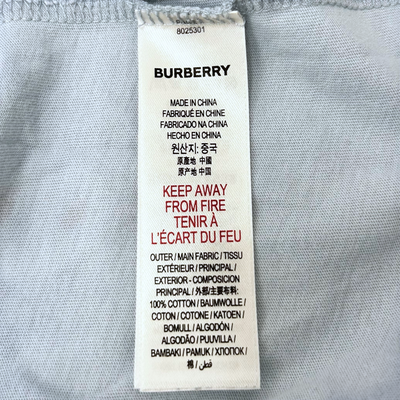 8025301
BURBERRY
MADE IN CHINA
FABRIQUÉ EN CHINE
FABRICADO NA CHINA
HECHO EN CHINA
원산지: 중국
原產地 中國
原产地 中国
KEEP AWAY
FROM FIRE
TENIR À
L'ÉCART DU FEU
OUTER / MAIN FABRIC / TISSU
EXTÉRIEUR / PRINCIPAL /
EXTERIOR - COMPOSICION
PRINCIPAL / 外部/主要布料:
100% COTTON / BAUMWOLLE /
COTON / COTONE / KATOEN /
BOMULL / ALGODÓN /
ALGODÃO / PUUVILLA /
BAMBAKI / PAMUK / ХЛОПОК /
棉 / قطن /